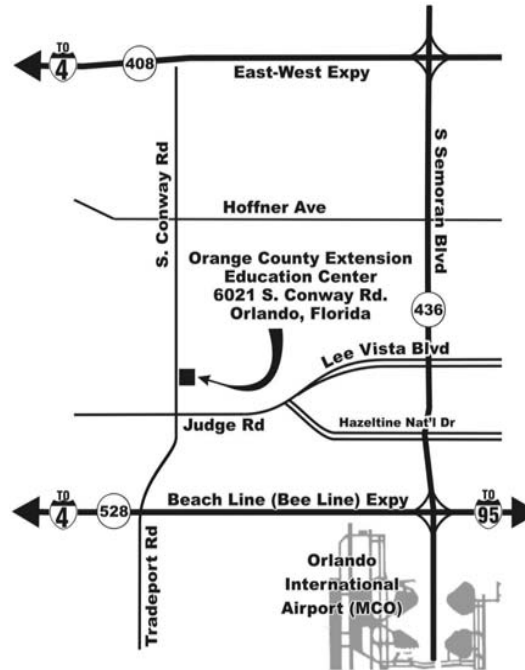 TO
4
408
East-West Expy
S. Conway Rd
S Semoran Blvd
Hoffner Ave
Orange County Extension
Education Center
6021 S. Conway Rd.
Orlando, Florida
436
Lee Vista Blvd
Judge Rd
Hazeltine Nat'l Dr
TO
4
528
Beach Line (Bee Line) Expy
TO
95
Tradeport Rd
Orlando
International
Airport (MCO)